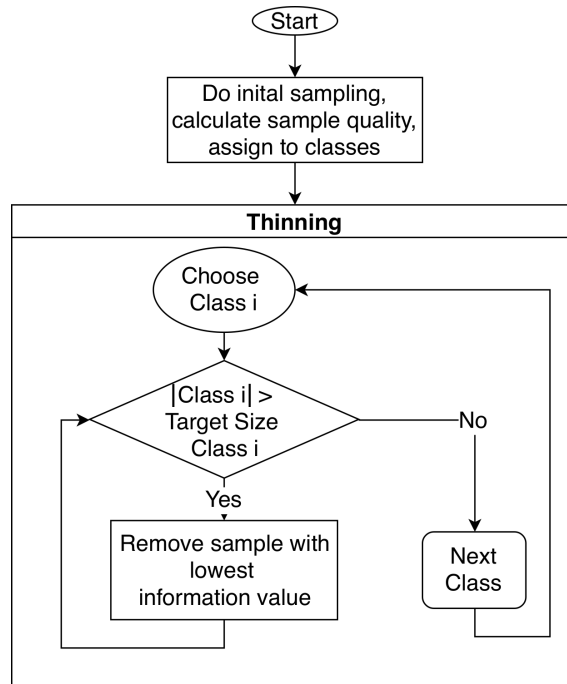 Start
Do inital sampling,
calculate sample quality,
assign to classes
Thinning
Choose
Class i
|Class i| >
Target Size
Class i
No
Yes
Remove sample with
lowest
information value
Next
Class